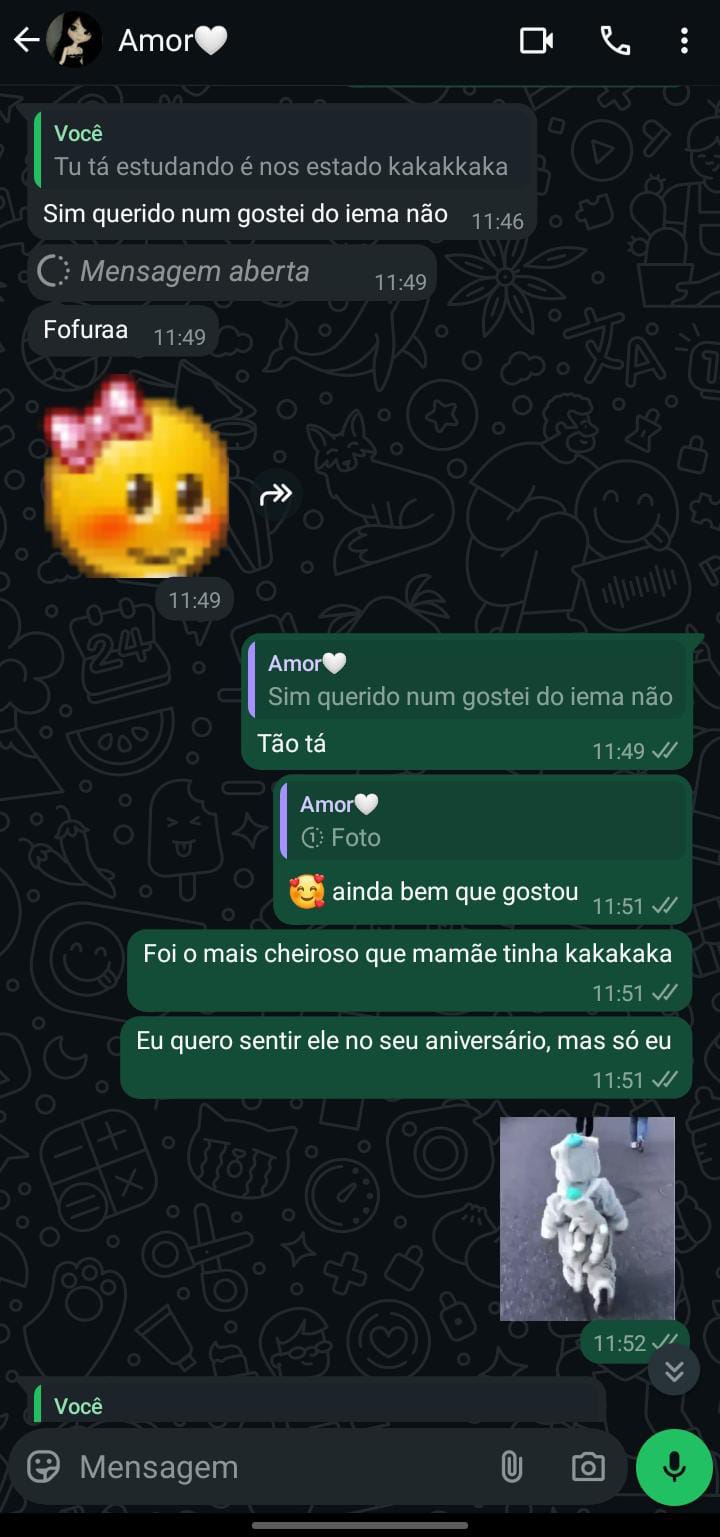 Amor🤍
Você
Tu tá estudando é nos estado kakakkaka
Sim querido num gostei do iema não 11:46
Mensagem aberta 11:49
Fofuraa 11:49
11:49
Amor🤍
Sim querido num gostei do iema não
Tão tá 11:49
Amor🤍
Foto
🥰 ainda bem que gostou 11:51
Foi o mais cheiroso que mamãe tinha kakakaka
11:51
Eu quero sentir ele no seu aniversário, mas só eu
11:51
11:52
Você
Mensagem